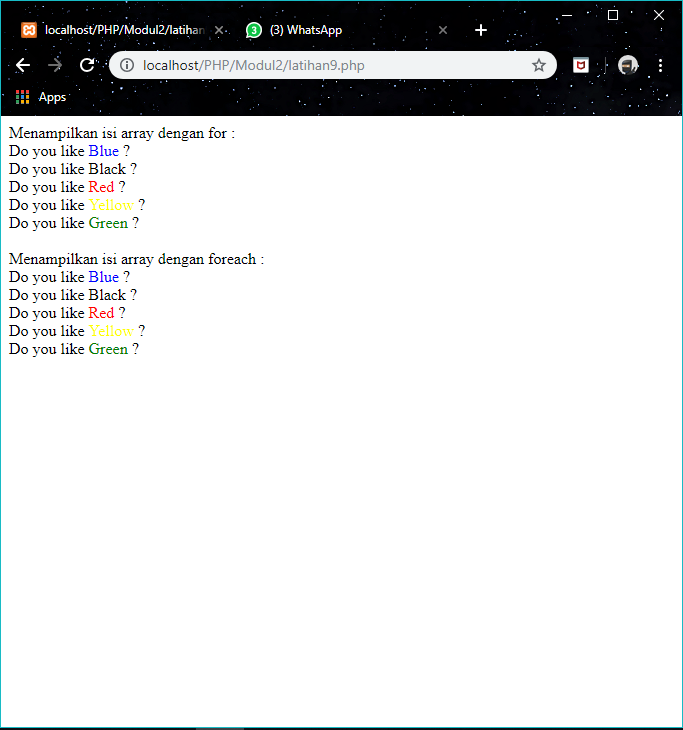 localhost/PHP/Modul2/latihan
3
(3) WhatsApp
localhost/PHP/Modul2/latihan9.php
Apps
Menampilkan isi array dengan for :
Do you like Blue ?
Do you like Black ?
Do you like Red ?
Do you like Yellow ?
Do you like Green ?
Menampilkan isi array dengan foreach :
Do you like Blue ?
Do you like Black ?
Do you like Red ?
Do you like Yellow ?
Do you like Green ?